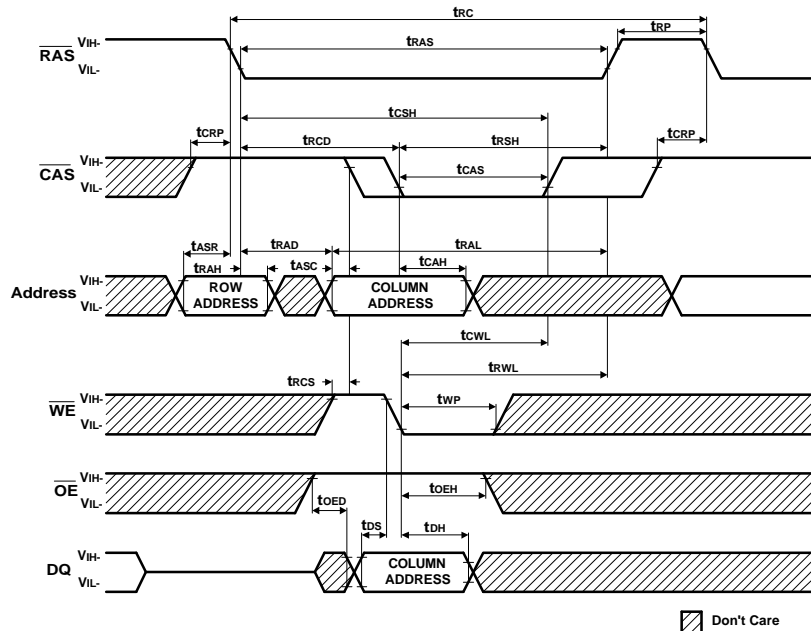 tRC
tRP
VIH-
RAS
VIL-
tRAS
tCSH
tCRP
tRCD
tRSH
tCRP
VIH-
CAS
VIL-
tCAS
tASR
tRAD
tRAL
tRAH
tASC
tCAH
VIH-
Address
VIL-
ROW
ADDRESS
COLUMN
ADDRESS
tCWL
tRWL
tRCS
VIH-
WE
VIL-
tWP
VIH-
OE
VIL-
tOED
tOEH
tDS
tDH
VIH-
DQ
VIL-
COLUMN
ADDRESS
Don't Care